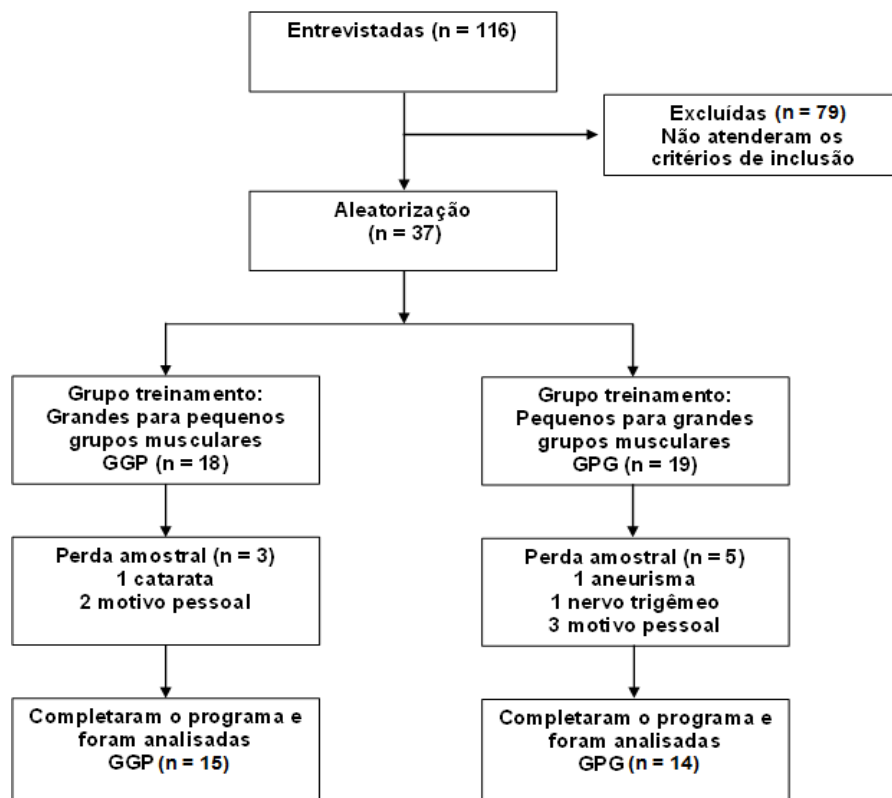 Entrevistadas (n = 116)
Excluídas (n = 79)
Não atenderam os
critérios de inclusão
Aleatorização
(n = 37)
Grupo treinamento:
Grandes para pequenos
grupos musculares
GGP (n = 18)
Grupo treinamento:
Pequenos para grandes
grupos musculares
GPG (n = 19)
Perda amostral (n = 3)
1 catarata
2 motivo pessoal
Perda amostral (n = 5)
1 aneurisma
1 nervo trigêmeo
3 motivo pessoal
Completaram o programa e
foram analisadas
GGP (n = 15)
Completaram o programa e
foram analisadas
GPG (n = 14)